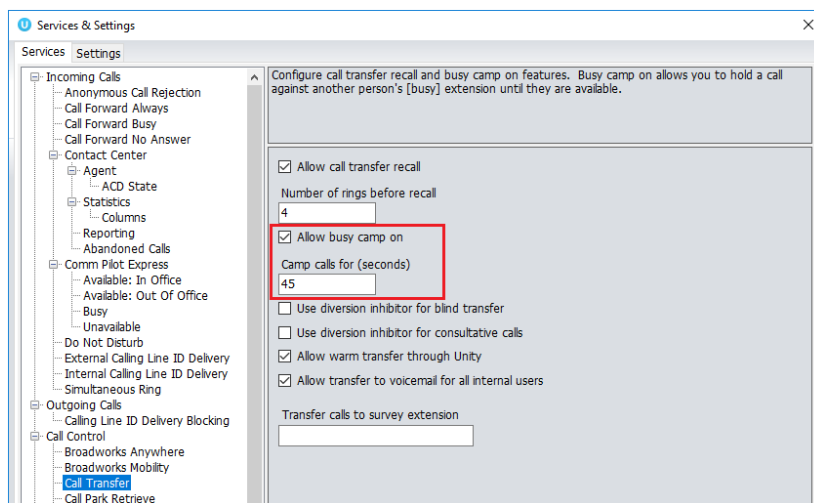 Services & Settings
Services Settings
Incoming Calls
Anonymous Call Rejection
Call Forward Always
Call Forward Busy
Call Forward No Answer
Contact Center
Agent
ACD State
Statistics
Columns
Reporting
Abandoned Calls
Comm Pilot Express
Available: In Office
Available: Out Of Office
Busy
Unavailable
Do Not Disturb
External Calling Line ID Delivery
Internal Calling Line ID Delivery
Simultaneous Ring
Outgoing Calls
Calling Line ID Delivery Blocking
Call Control
Broadworks Anywhere
Broadworks Mobility
Call Transfer
Call Park Retrieve
Configure call transfer recall and busy camp on features. Busy camp on allows you to hold a call
against another person's [busy] extension until they are available.
Allow call transfer recall
Number of rings before recall
4
Allow busy camp on
Camp calls for (seconds)
45
Use diversion inhibitor for blind transfer
Use diversion inhibitor for consultative calls
Allow warm transfer through Unity
Allow transfer to voicemail for all internal users
Transfer calls to survey extension